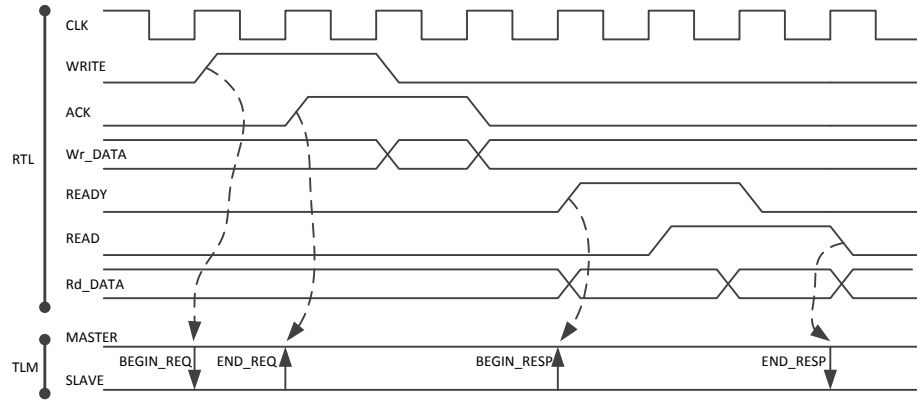 CLK
WRITE
ACK
RTL
Wr_DATA
READY
READ
Rd_DATA
MASTER
TLM
BEGIN_REQ END_REQ BEGIN_RESP END_RESP
SLAVE